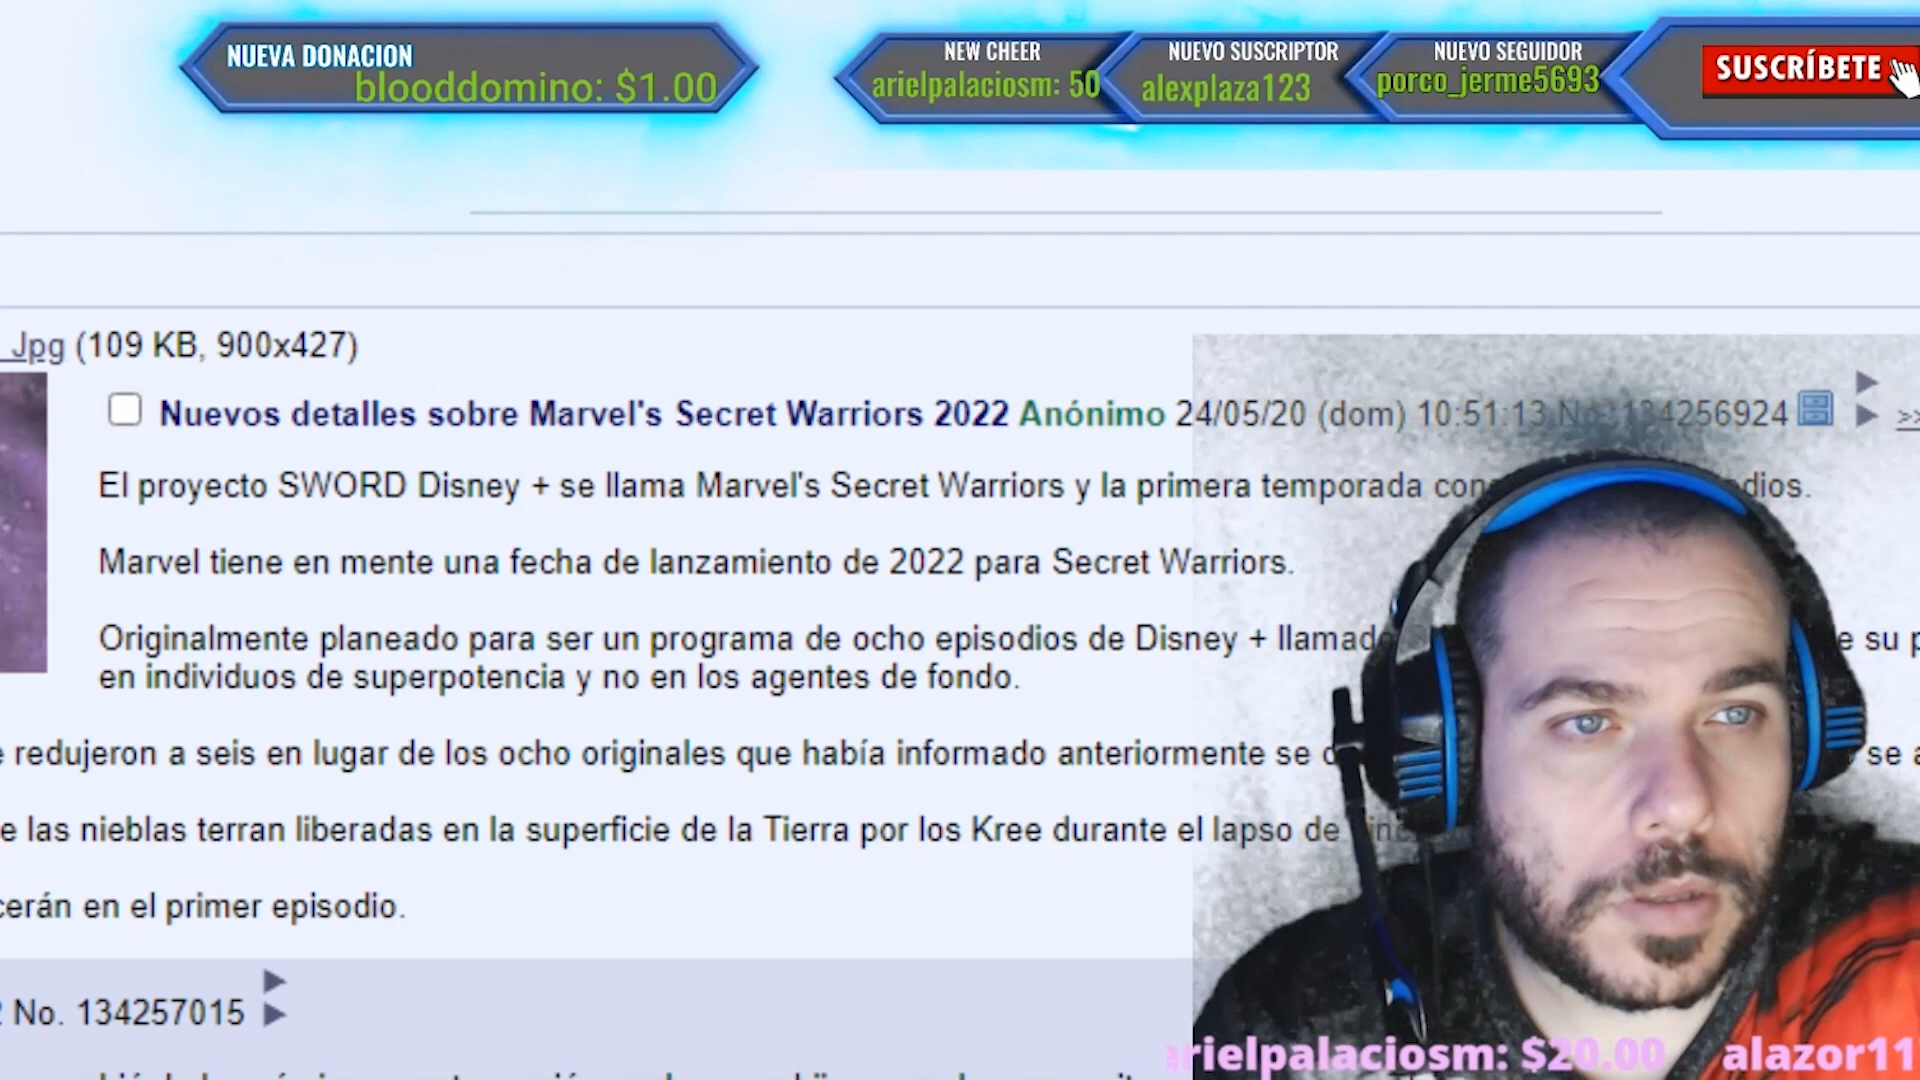 NUEVA DONACION
blooddomino: $1.00
NEW CHEER
arielpalaciosm: 50
NUEVO SUSCRIPTOR
alexplaza123
NUEVO SEGUIDOR
porco_jerme5693
SUSCRÍBETE
Jpg (109 KB, 900x427)
Nuevos detalles sobre Marvel's Secret Warriors 2022 Anónimo 24/05/20 (dom) 10:51:13 No. 134256924 >>
El proyecto SWORD Disney + se llama Marvel's Secret Warriors y la primera temporada
Marvel tiene en mente una fecha de lanzamiento de 2022 para Secret Warriors.
Originalmente planeado para ser un programa de ocho episodios de Disney + su
en individuos de superpotencia y no en los agentes de fondo.
redujeron a seis en lugar de los ocho originales que había informado anteriormente se se
las nieblas terran liberadas en la superficie de la Tierra por los Kree durante el lapso de
en el primer episodio.
No. 134257015
arielpalaciosm: $20.00 alazor11